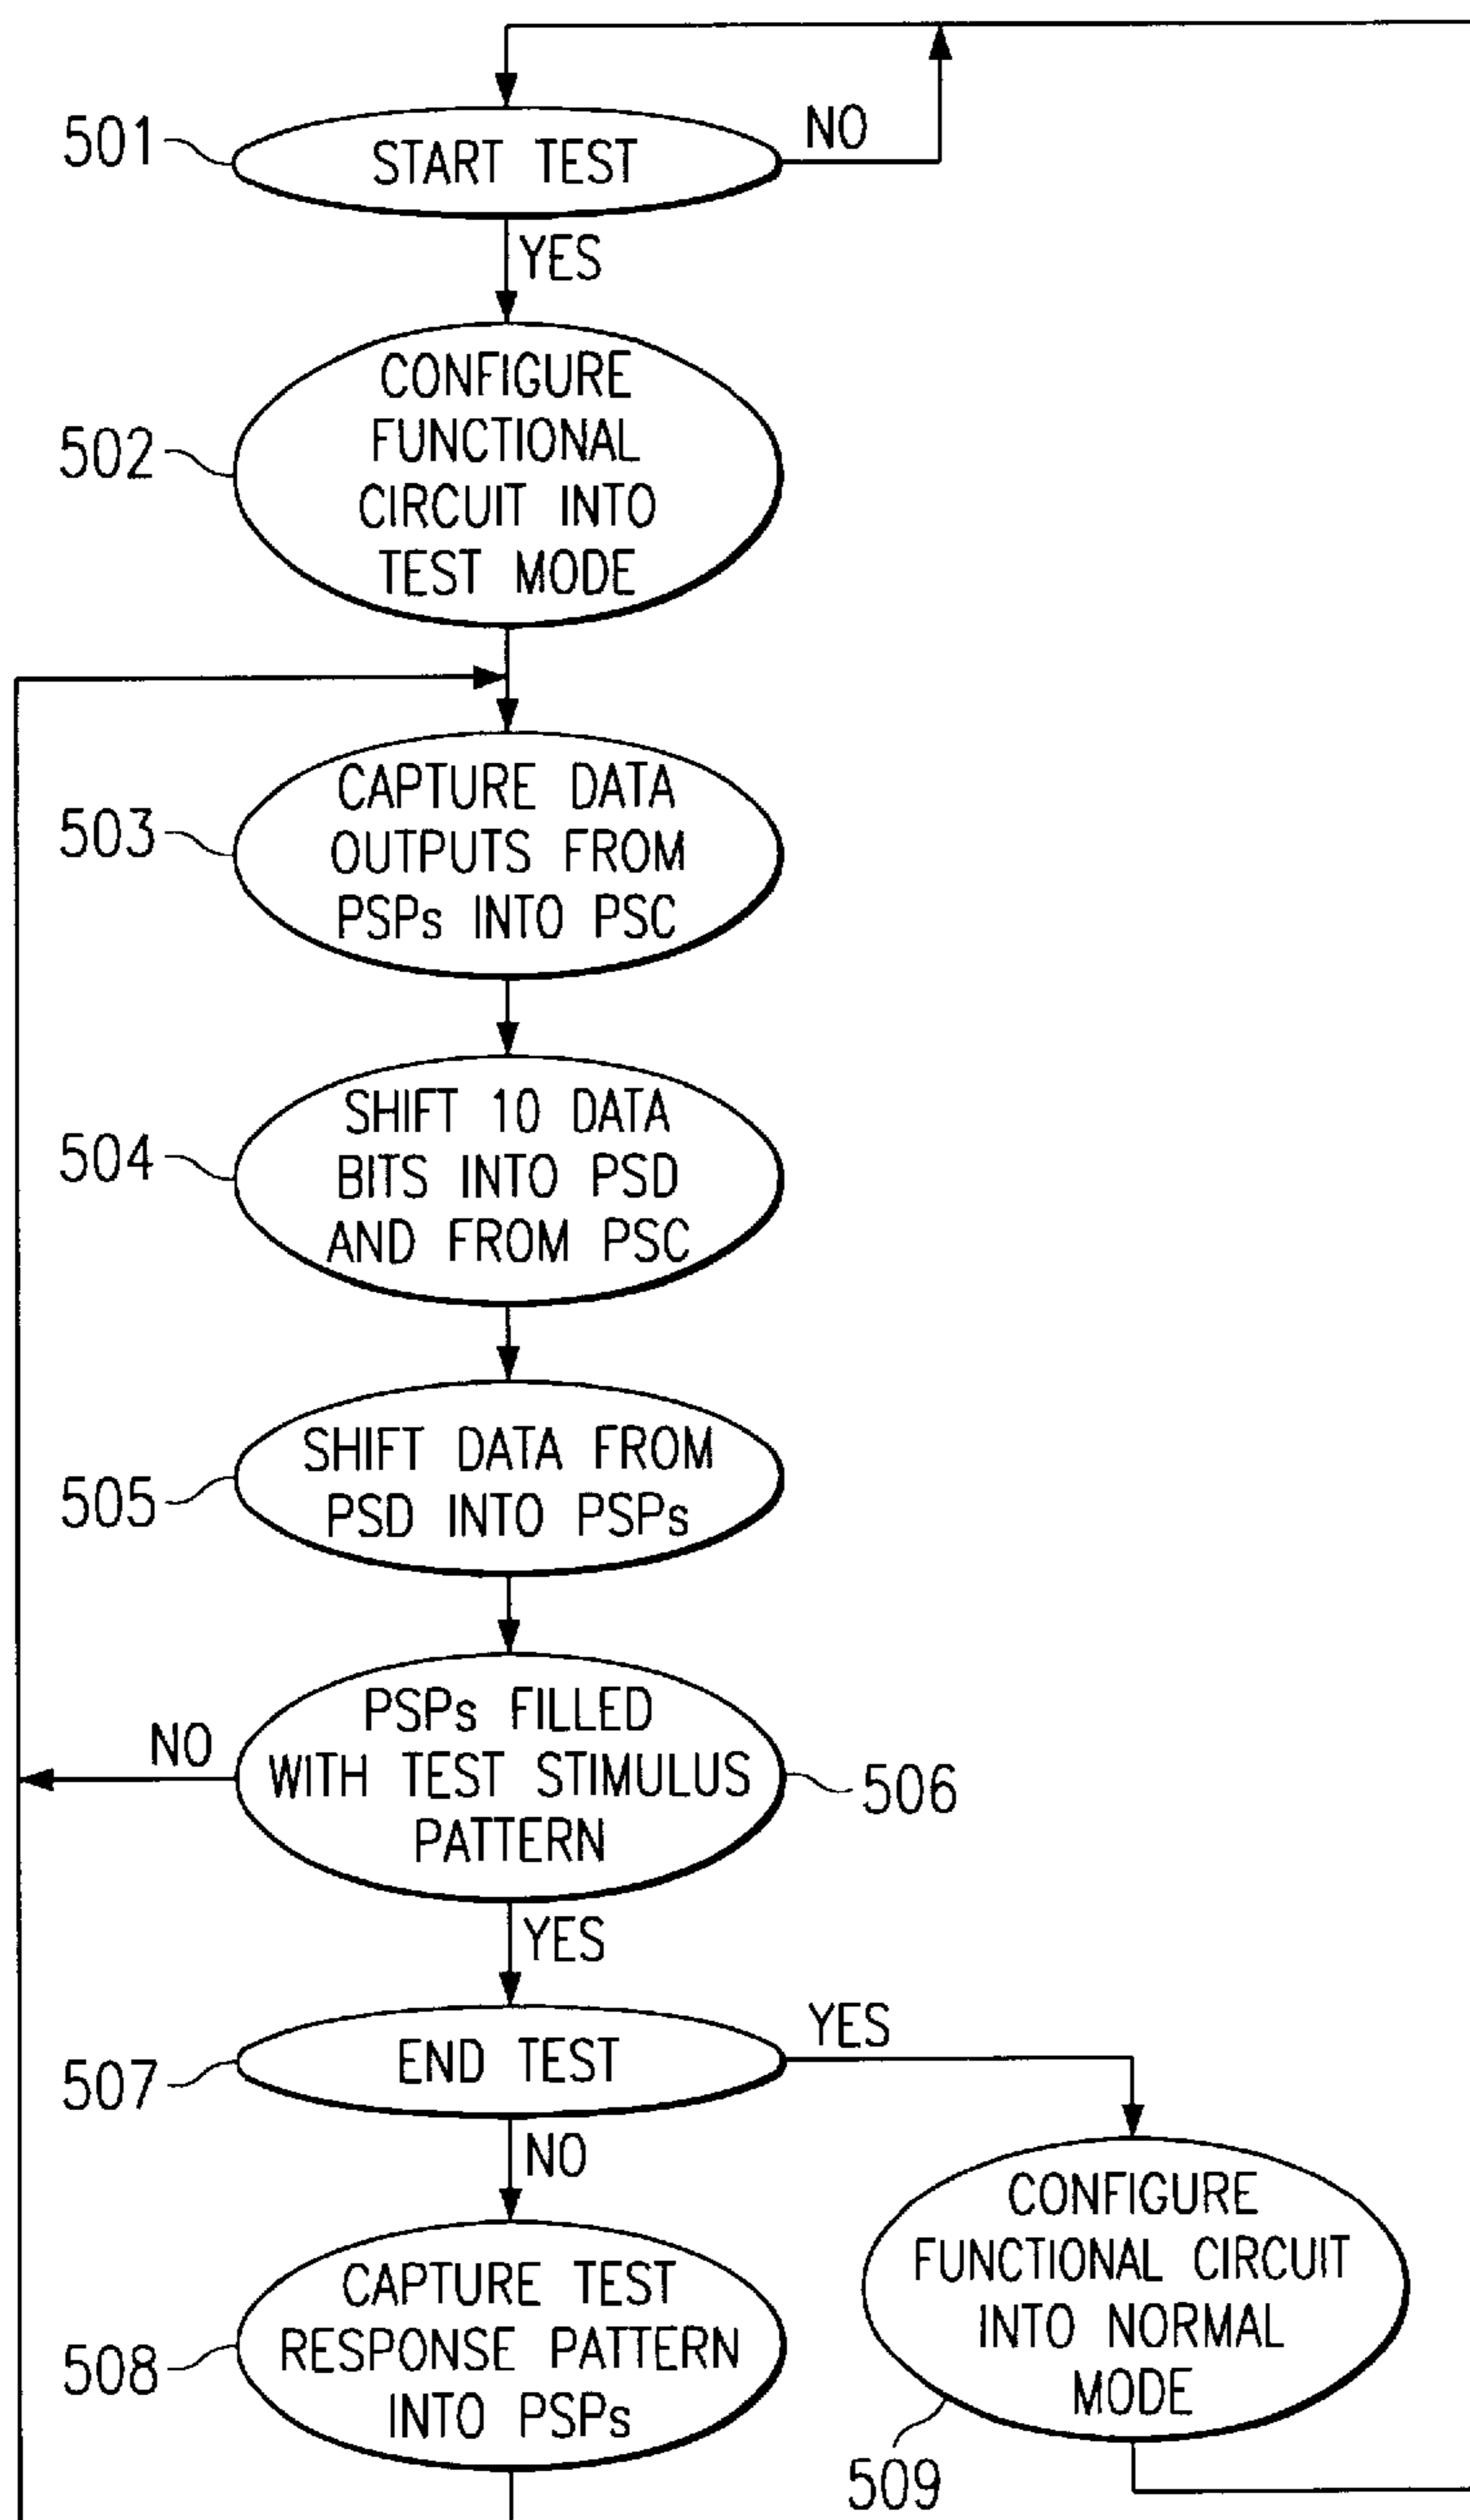 501
START TEST
NO
YES
502
CONFIGURE
FUNCTIONAL
CIRCUIT INTO
TEST MODE
503
CAPTURE DATA
OUTPUTS FROM
PSPs INTO PSC
504
SHIFT 10 DATA
BITS INTO PSD
AND FROM PSC
505
SHIFT DATA FROM
PSD INTO PSPs
NO
PSPs FILLED
WITH TEST STIMULUS
PATTERN
506
YES
507
END TEST
YES
NO
508
CAPTURE TEST
RESPONSE PATTERN
INTO PSPs
CONFIGURE
FUNCTIONAL CIRCUIT
INTO NORMAL
MODE
509